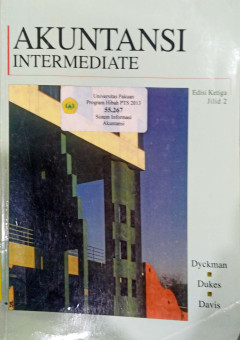 AKUNTANSI
INTERMEDIATE
Edisi Ketiga
Jilid 2
Universitas Pakuan
Program Hibah PTS 2013
55.267
Sistem Informasi
Akuntansi
Dyckman
Dukes
Davis